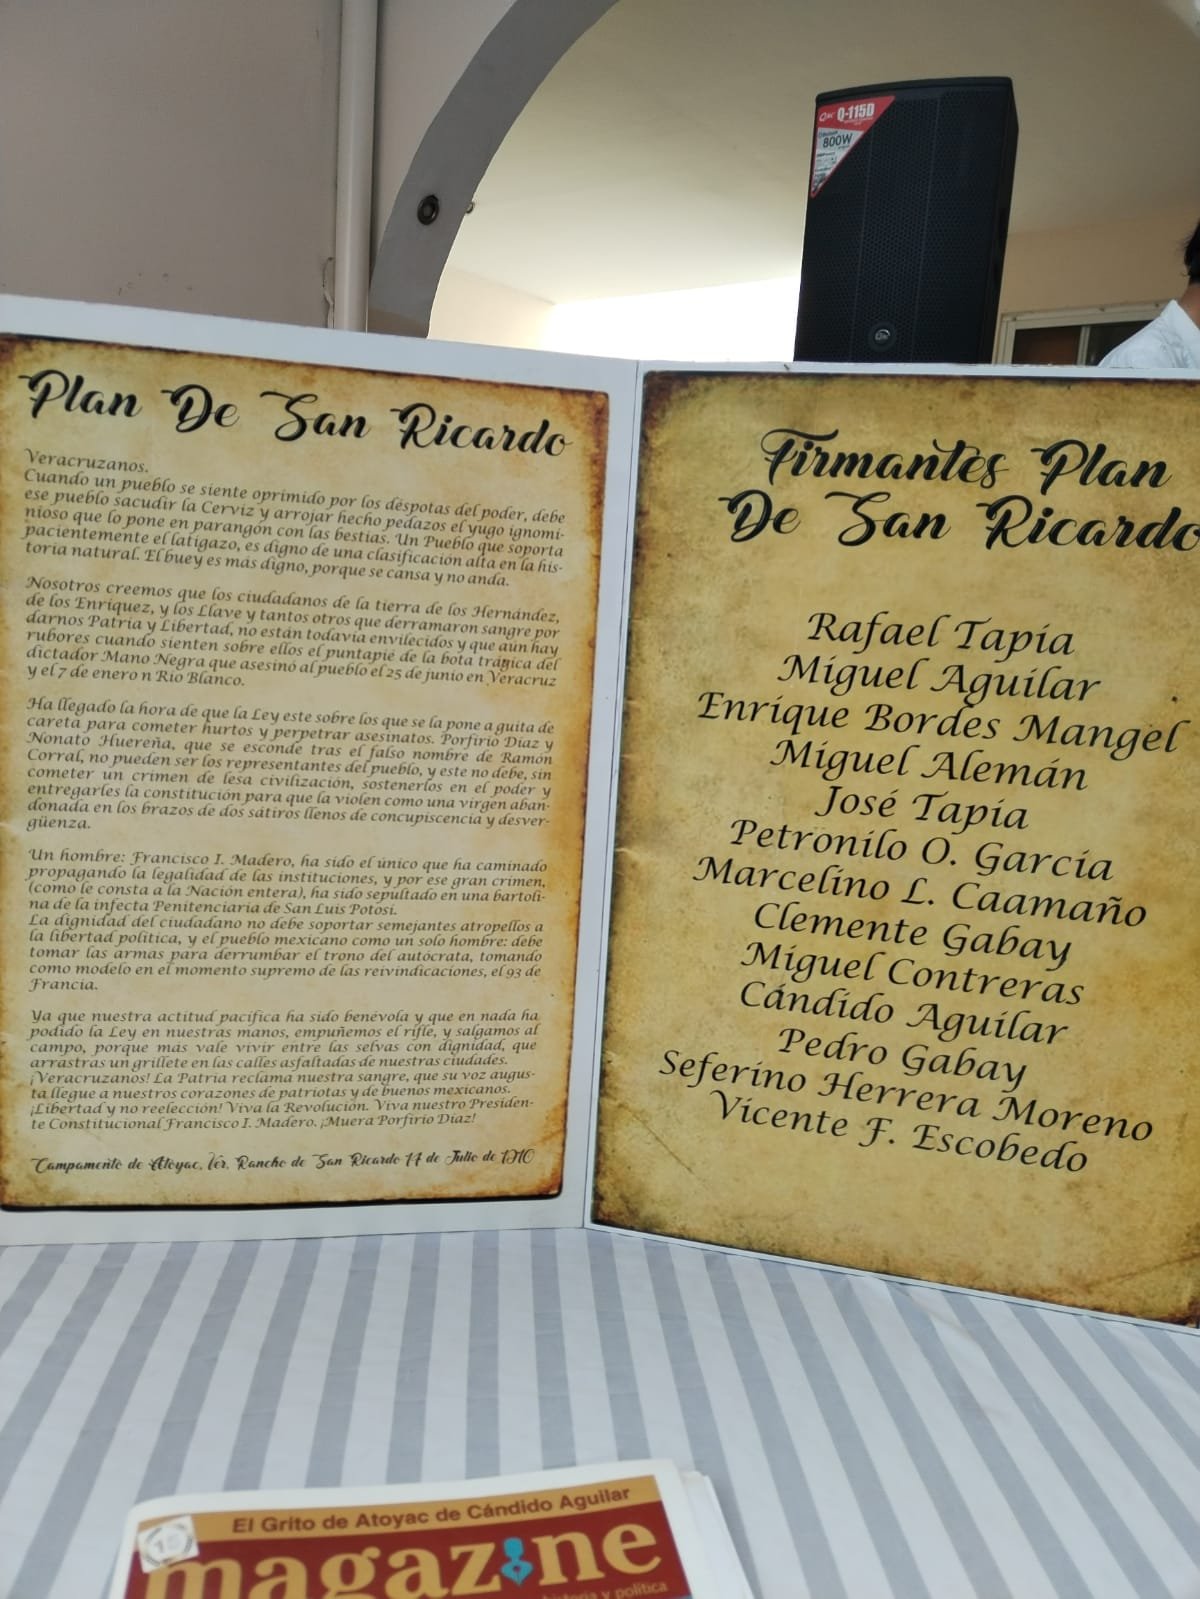 Q-115D
800W
Plan De San Ricardo
Veracruzanos.
Cuando un pueblo se siente oprimido por los déspotas del poder, debe
ese pueblo sacudir la Cerviz y arrojar hecho pedazos el yugo ignomi-
nioso que lo pone en parangón con las bestias. Un Pueblo que soporta
pacientemente el latigazo, es digno de una clasificación alta en la his-
toria natural. El buey es más digno, porque se cansa y no anda.
Nosotros creemos que los ciudadanos de la tierra de los Hernández,
de los Enríquez, y los Llave y tantos otros que derramaron sangre por
darnos Patria y Libertad, no están todavía envilecidos y que aún hay
rubores cuando sienten sobre ellos el puntapié de la bota trágica del
dictador Mano Negra que asesinó al pueblo el 25 de junio en Veracruz
y el 7 de enero n Río Blanco.
Ha llegado la hora de que la Ley este sobre los que se la pone a guita de
careta para cometer hurtos y perpetrar asesinatos. Porfirio Díaz y
Nonato Huereña, que se esconde tras el falso nombre de Ramón
Corral, no pueden ser los representantes del pueblo, y este no debe, sin
cometer un crimen de lesa civilización, sostenerlos en el poder y
entregarles la constitución para que la violen como una virgen aban-
donada en los brazos de dos sátiros llenos de concupiscencia y desver-
güenza.
Un hombre: Francisco I. Madero, ha sido el único que ha caminado
propagando la legalidad de las instituciones, y por ese gran crimen,
(como le consta a la Nación entera), ha sido sepultado en una bartoli-
na de la infecta Penitenciaria de San Luis Potosí.
La dignidad del ciudadano no debe soportar semejantes atropellos a
la libertad política, y el pueblo mexicano como un solo hombre: debe
tomar las armas para derrumbar el trono del autócrata, tomando
como modelo en el momento supremo de las reivindicaciones, el 93 de
Francia.
Ya que nuestra actitud pacífica ha sido benévola y que en nada ha
podido la Ley en nuestras manos, empuñemos el rifle, y salgamos al
campo, porque más vale vivir entre las selvas con dignidad, que
arrastras un grillete en las calles asfaltadas de nuestras ciudades.
¡Veracruzanos! La Patria reclama nuestra sangre, que su voz augus-
ta llegue a nuestros corazones de patriotas y de buenos mexicanos.
¡Libertad y no reelección! Viva la Revolución. Viva nuestro Presiden-
te Constitucional Francisco I. Madero. ¡Muera Porfirio Díaz!
Campamento de Atoyac, Ver. Rancho de San Ricardo 14 de Julio de 1910
Firmantes Plan
De San Ricardo
Rafael Tapia
Miguel Aguilar
Enrique Bordes Mangel
Miguel Alemán
José Tapia
Petronilo O. García
Marcelino L. Caamaño
Clemente Gabay
Miguel Contreras
Cándido Aguilar
Pedro Gabay
Seferino Herrera Moreno
Vicente F. Escobedo
El Grito de Atoyac de Cándido Aguilar
magazine
historia y política